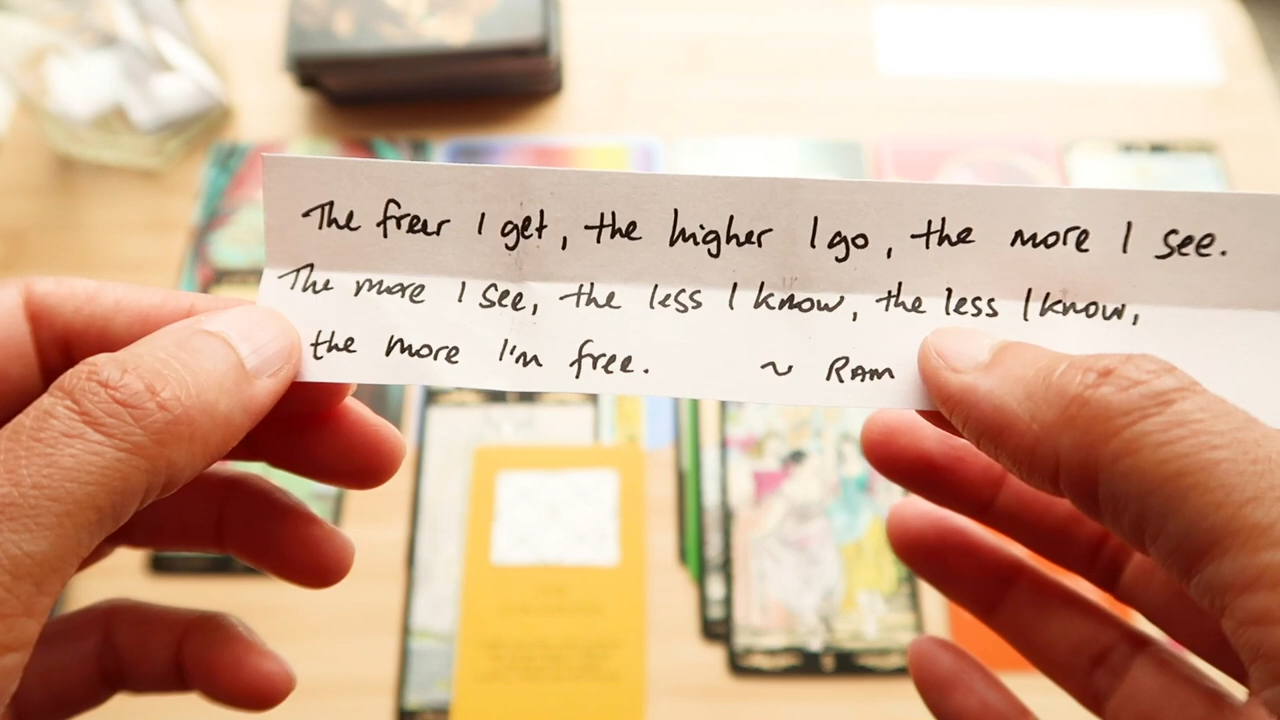 The freer I get, the higher I go, the more I see.
The more I see, the less I know, the less I know,
the more I'm free. ~ RAM